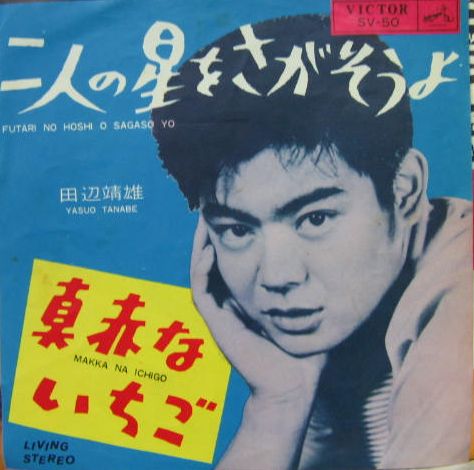 VICTOR
SV-50
二人の星をさがそうよ
FUTARI NO HOSHI O SAGASO YO
田辺靖雄
YASUO TANABE
真赤な
MAKKA NA ICHIGO
いちご
LIVING
STEREO